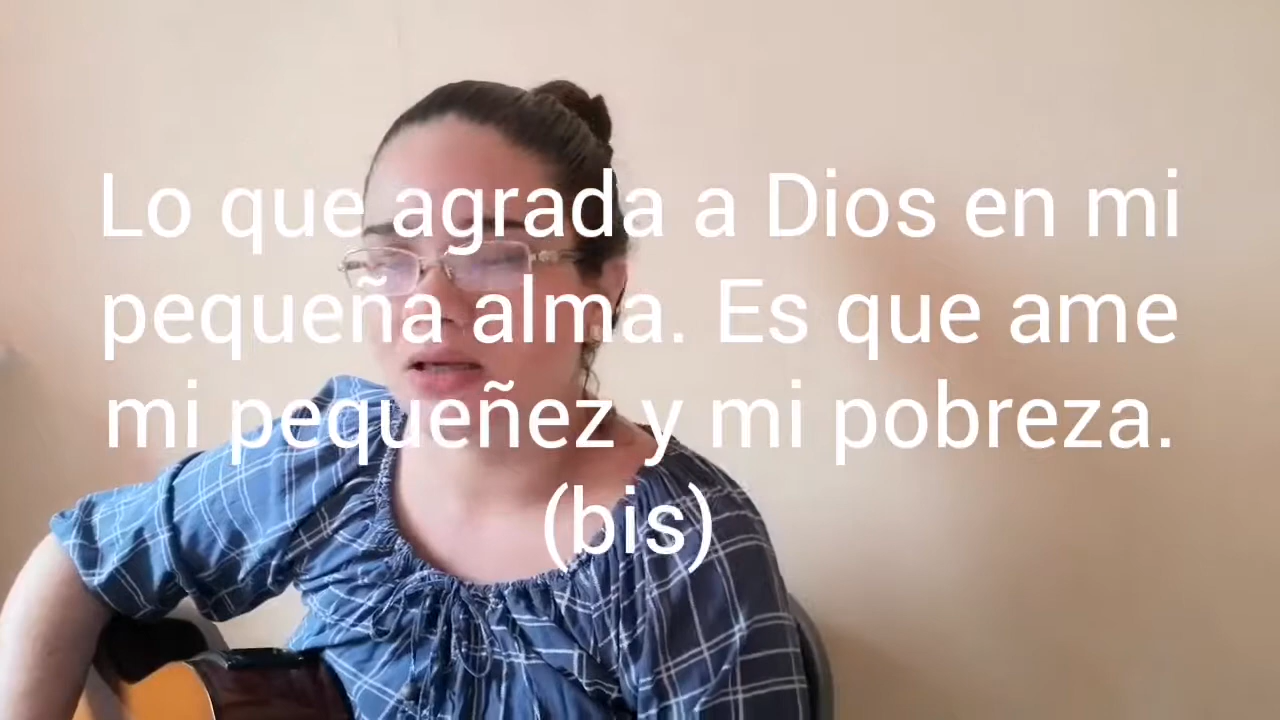 Lo que agrada a Dios en mi
pequeña alma. Es que ame
mi pequeñez y mi pobreza.
(bis)